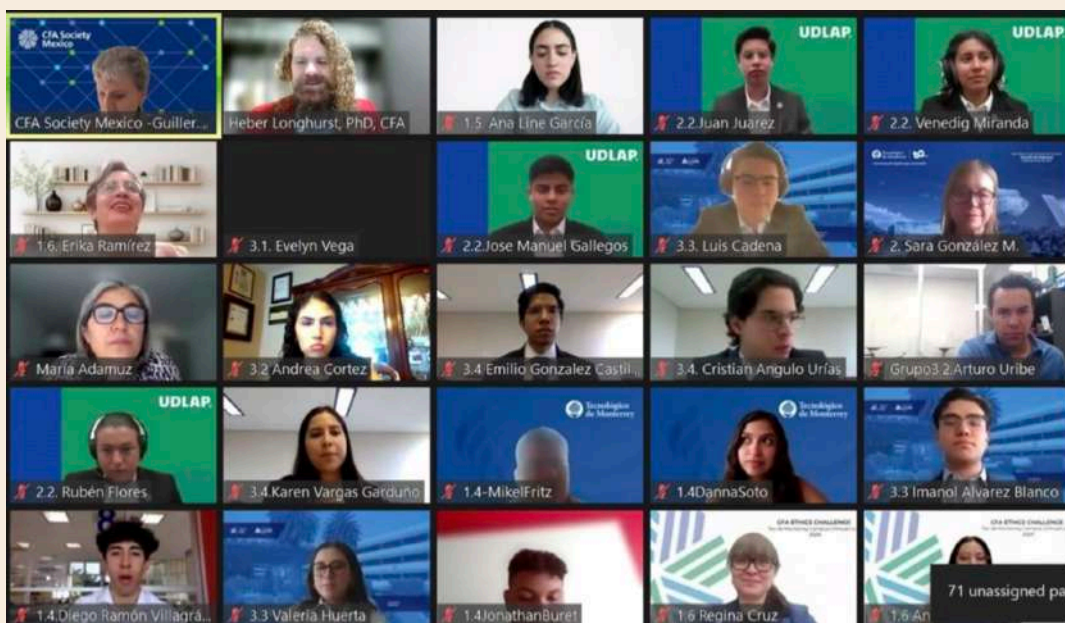 CFA Society
Mexico
CFA Society Mexico -Guiller...
Heber Longhurst, PhD, CFA
1.5. Ana Line García
UDLAP.
2.2.Juan Juarez
UDLAP.
2.2. Venedig Miranda
1.6. Erika Ramírez
3.1. Evelyn Vega
UDLAP.
2.2.Jose Manuel Gallegos
3.3. Luis Cadena
2. Sara González M.
María Adamuz
3.2 Andrea Cortez
3.4 Emilio Gonzalez Castil...
3.4. Cristian Angulo Urías
Grupo3 2.Arturo Uribe
UDLAP.
2.2. Rubén Flores
3.4.Karen Vargas Garduño
Tecnológico
de Monterrey
1.4-MikelFritz
Tecnológico
de Monterrey
1.4DannaSoto
3.3 Imanol Alvarez Blanco
1.4.Diego Ramón Villagrá...
3.3 Valeria Huerta
1.4JonathanBuret
CFA ETHICS CHALLENGE
1.6 Regina Cruz
CFA ETHICS CHALLENGE
1.6 An
71 unassigned pa